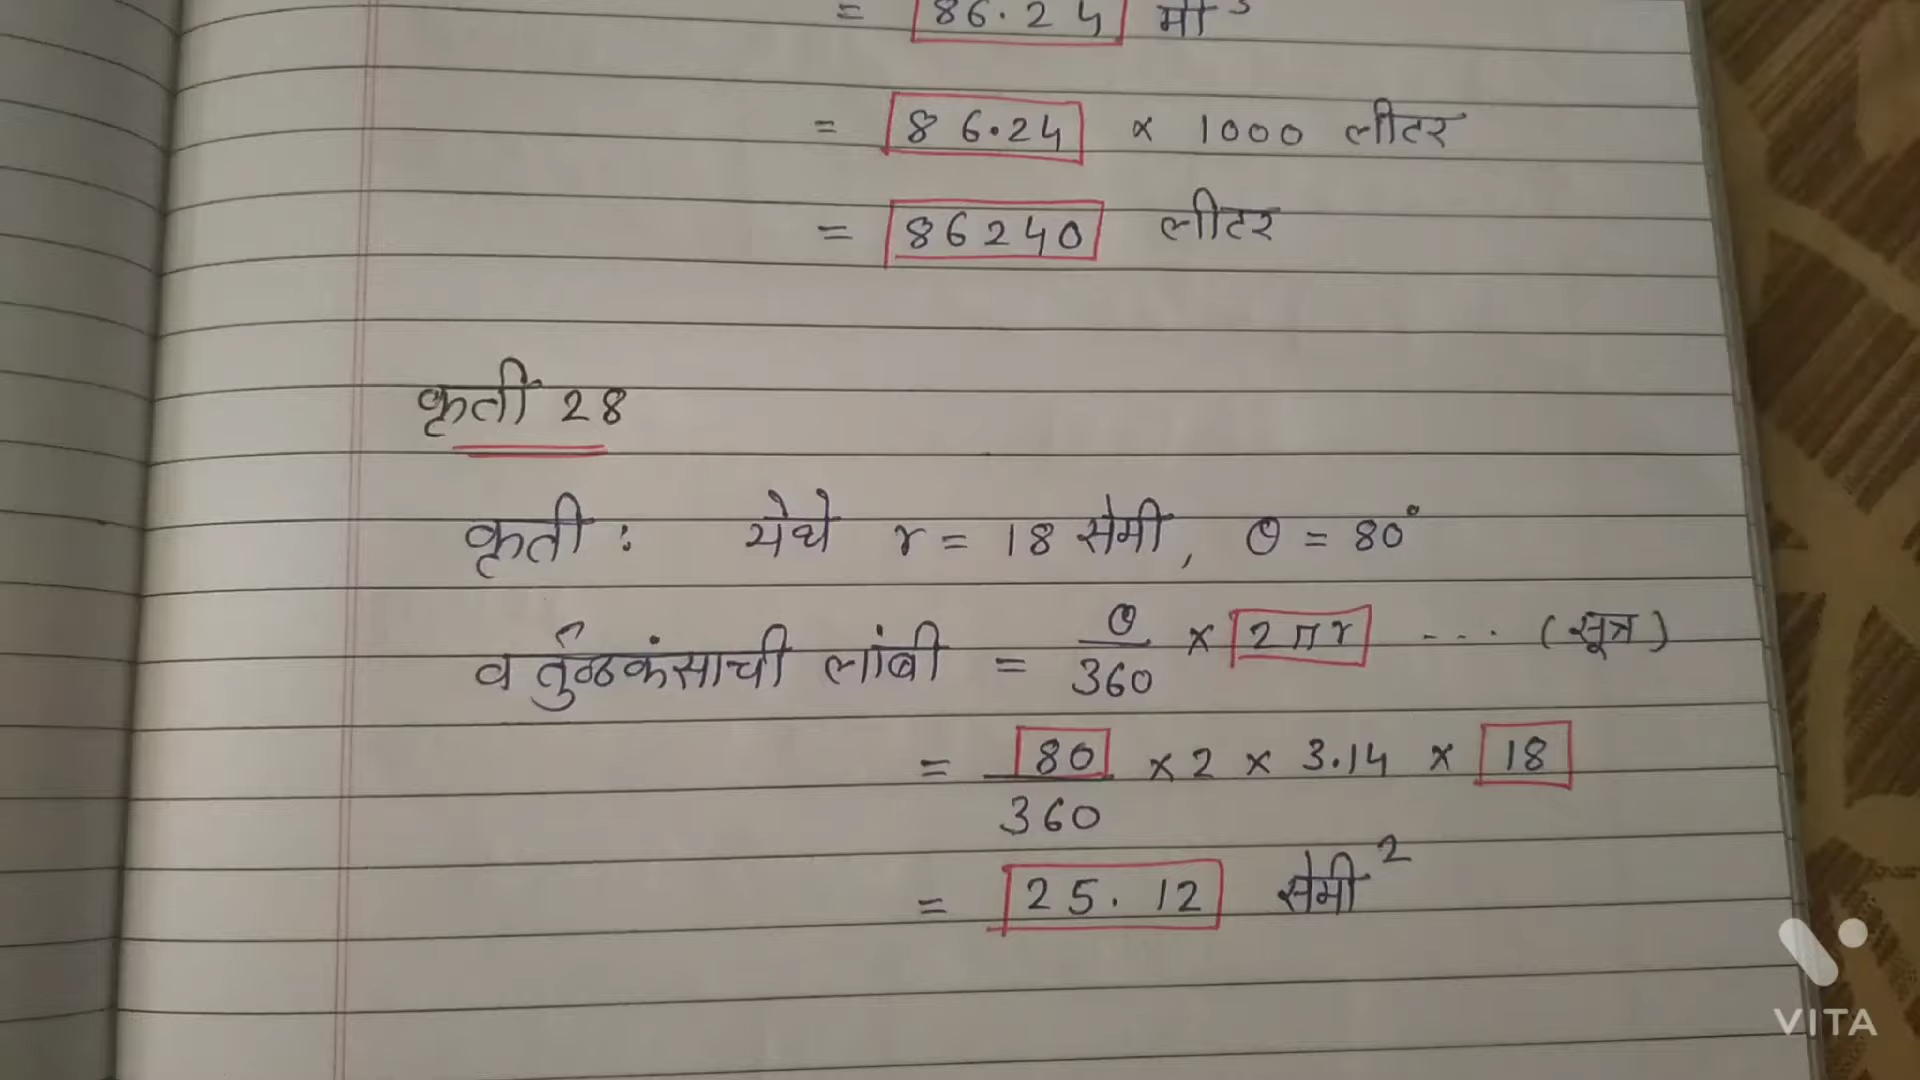 = 86.24 मी³
= 86.24 × 1000 लीटर
= 86240 लीटर
कृती 28
कृती : येथे r = 18 सेमी, θ = 80°
वर्तुळकंसाची लांबी = θ/360 × 2πr ... (सूत्र)
= 80/360 × 2 × 3.14 × 18
= 25.12 सेमी²
VITA